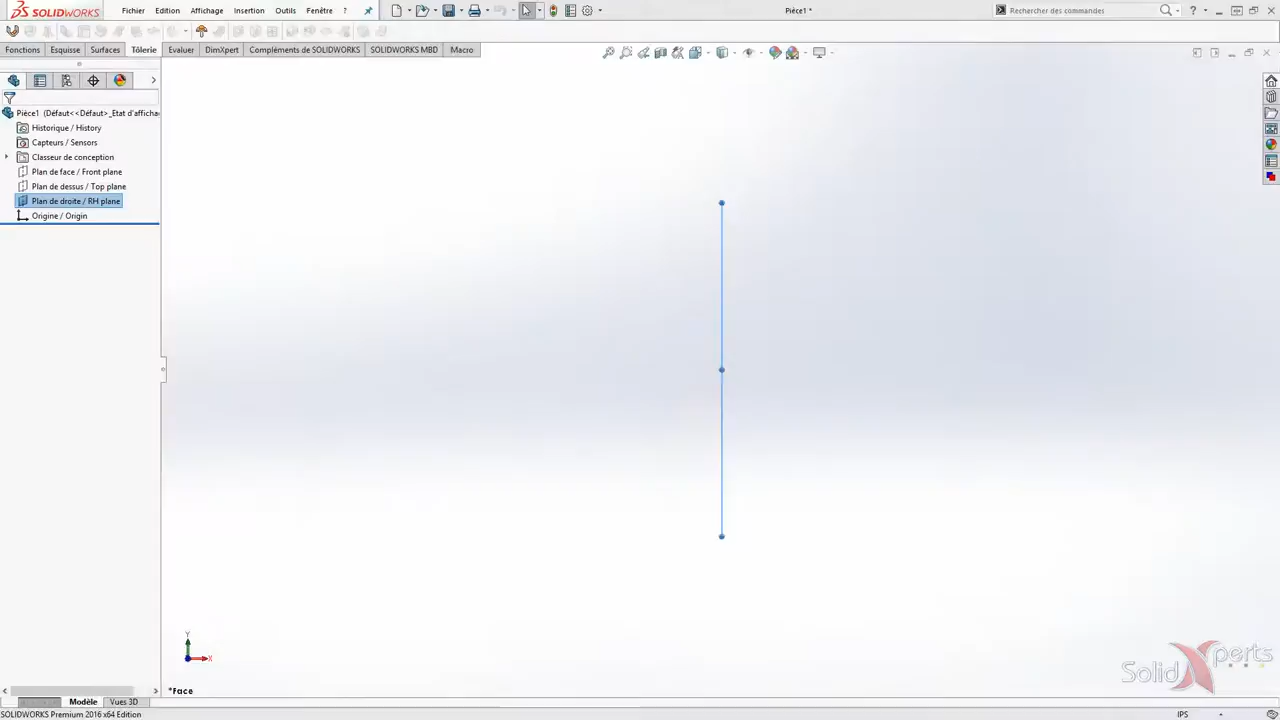 SOLIDWORKS Fichier Edition Affichage Insertion Outils Fenêtre ? Pièce1 * Rechercher des commandes ?
Fonctions Esquisse Surfaces Tôlerie Evaluer DimXpert Compléments de SOLIDWORKS SOLIDWORKS MBD Macro
Pièce1 (Défaut<<Défaut>_Etat d'afficha
Historique / History
Capteurs / Sensors
Classeur de conception
Plan de face / Front plane
Plan de dessus / Top plane
Plan de droite / RH plane
Origine / Origin
Y
X
*Face
SolidXperts
Modèle Vues 3D
SOLIDWORKS Premium 2016 x64 Edition IPS